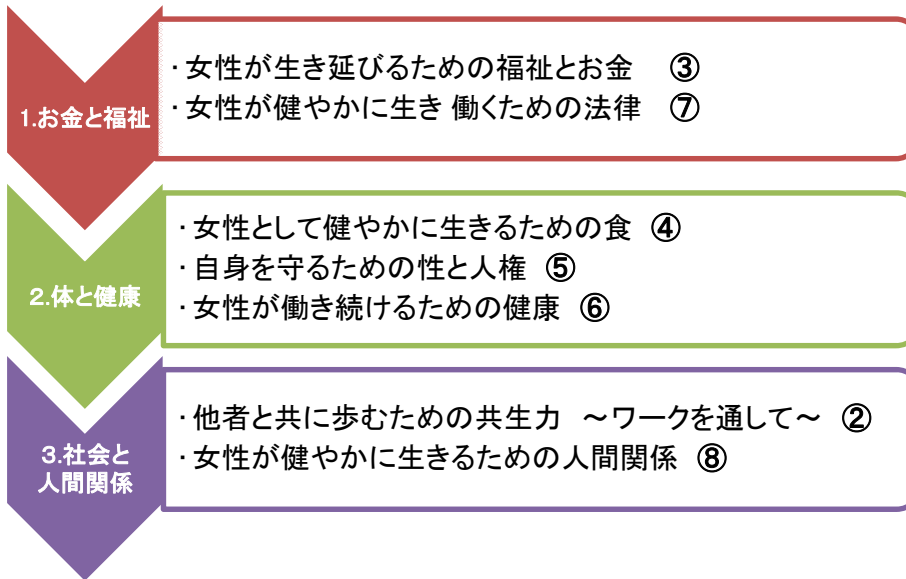 1.お金と福祉
・女性が生き延びるための福祉とお金 ③
・女性が健やかに生き 働くための法律 ⑦
2.体と健康
・女性として健やかに生きるための食 ④
・自身を守るための性と人権 ⑤
・女性が働き続けるための健康 ⑥
3.社会と
人間関係
・他者と共に歩むための共生力 ~ワークを通して~ ②
・女性が健やかに生きるための人間関係 ⑧